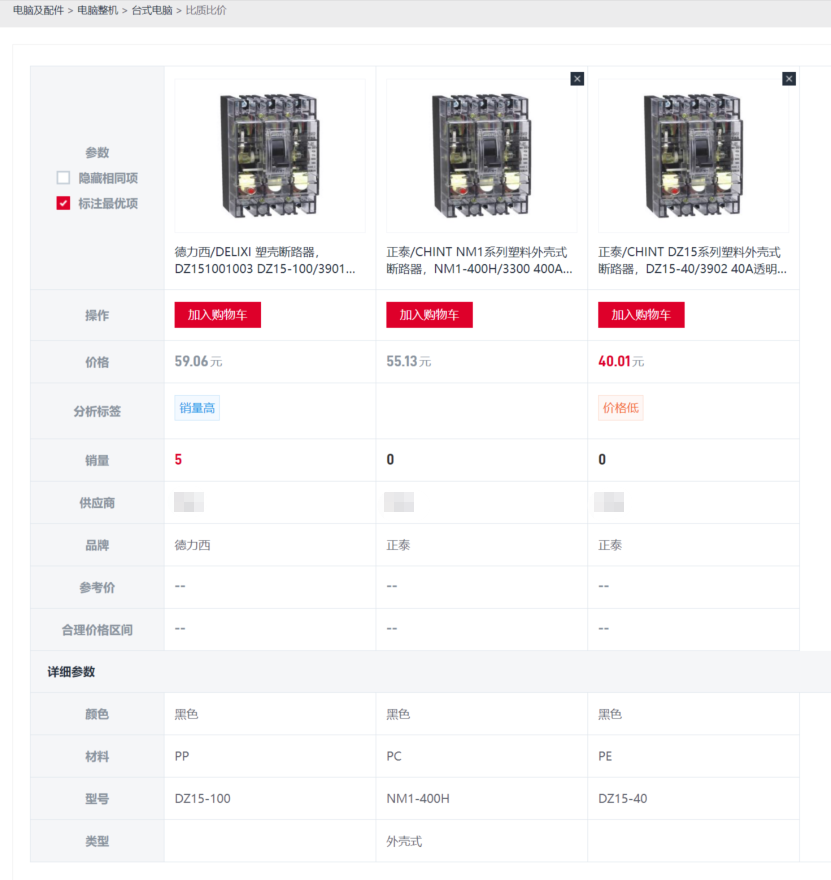 电脑及配件 > 电脑整机 > 台式电脑 > 比质比价
参数
隐藏相同项
标注最优项
德力西/DELIXI 塑壳断路器，
DZ151001003 DZ15-100/3901...
正泰/CHINT NM1系列塑料外壳式
断路器，NM1-400H/3300 400A...
正泰/CHINT DZ15系列塑料外壳式
断路器，DZ15-40/3902 40A透明...
操作 加入购物车 加入购物车 加入购物车
价格 59.06元 55.13元 40.01元
分析标签 销量高 价格低
销量 5 0 0
供应商
品牌 德力西 正泰 正泰
参考价 -- -- --
合理价格区间 -- -- --
详细参数
颜色 黑色 黑色 黑色
材料 PP PC PE
型号 DZ15-100 NM1-400H DZ15-40
类型 外壳式